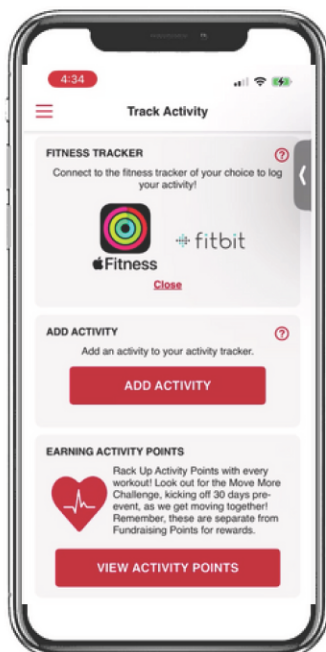 4:34
Track Activity
FITNESS TRACKER
Connect to the fitness tracker of your choice to log
your activity!
Fitness
fitbit
Close
ADD ACTIVITY
Add an activity to your activity tracker.
ADD ACTIVITY
EARNING ACTIVITY POINTS
Rack Up Activity Points with every
workout! Look out for the Move More
Challenge, kicking off 30 days pre-
event, as we get moving together!
Remember, these are separate from
Fundraising Points for rewards.
VIEW ACTIVITY POINTS